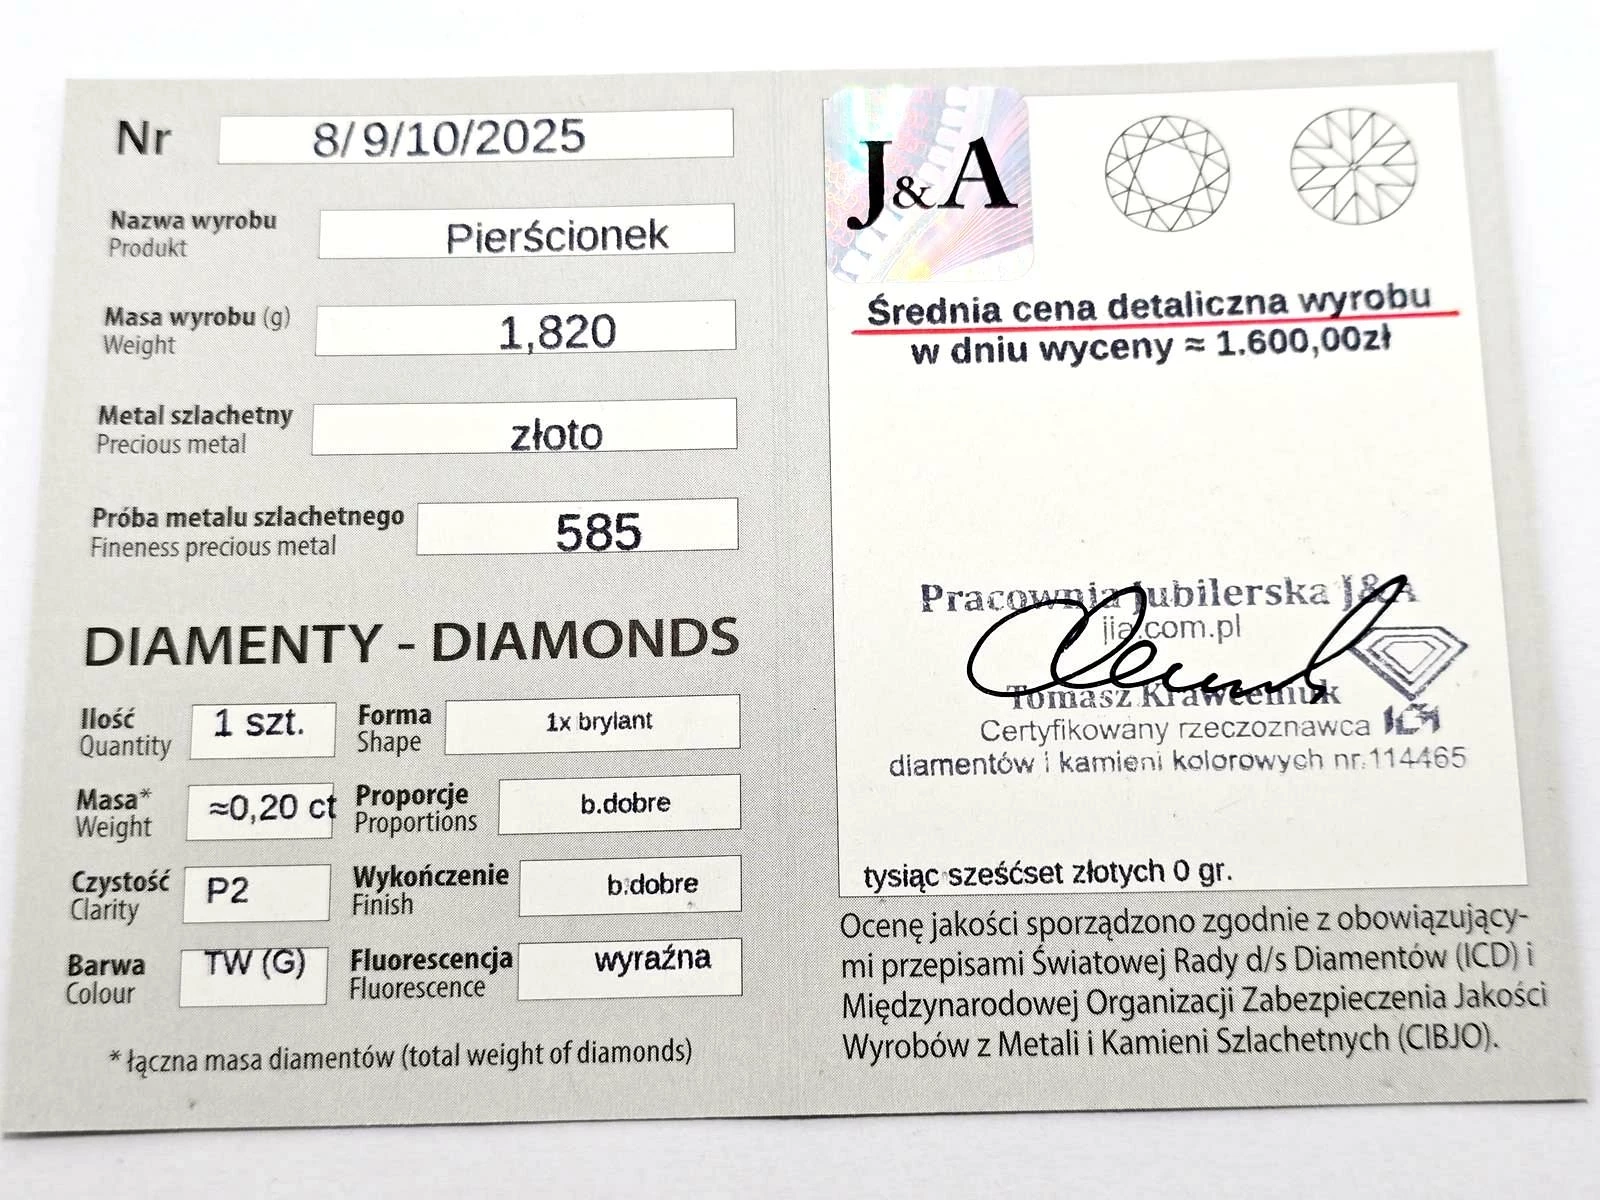 Nr 8/ 9/10/2025
Nazwa wyrobu
Produkt
Pierścionek
Masa wyrobu (g)
Weight
1,820
Metal szlachetny
Precious metal
złoto
Próba metalu szlachetnego
Fineness precious metal
585
DIAMENTY - DIAMONDS
Ilość
Quantity
1 szt.
Forma
Shape
1x brylant
Masa*
Weight
≈0,20 ct
Proporcje
Proportions
b.dobre
Czystość
Clarity
P2
Wykończenie
Finish
b.dobre
Barwa
Colour
TW (G)
Fluorescencja
Fluorescence
wyraźna
* łączna masa diamentów (total weight of diamonds)
J&A
Średnia cena detaliczna wyrobu
w dniu wyceny ≈ 1.600,00zł
Pracownia Jubilerska J&A
jia.com.pl
Tomasz Krawceniuk
Certyfikowany rzeczoznawca
diamentów i kamieni kolorowych nr.114465
tysiąc sześćset złotych 0 gr.
Ocenę jakości sporządzono zgodnie z obowiązujący-
mi przepisami Światowej Rady d/s Diamentów (ICD) i
Międzynarodowej Organizacji Zabezpieczenia Jakości
Wyrobów z Metali i Kamieni Szlachetnych (CIBJO).